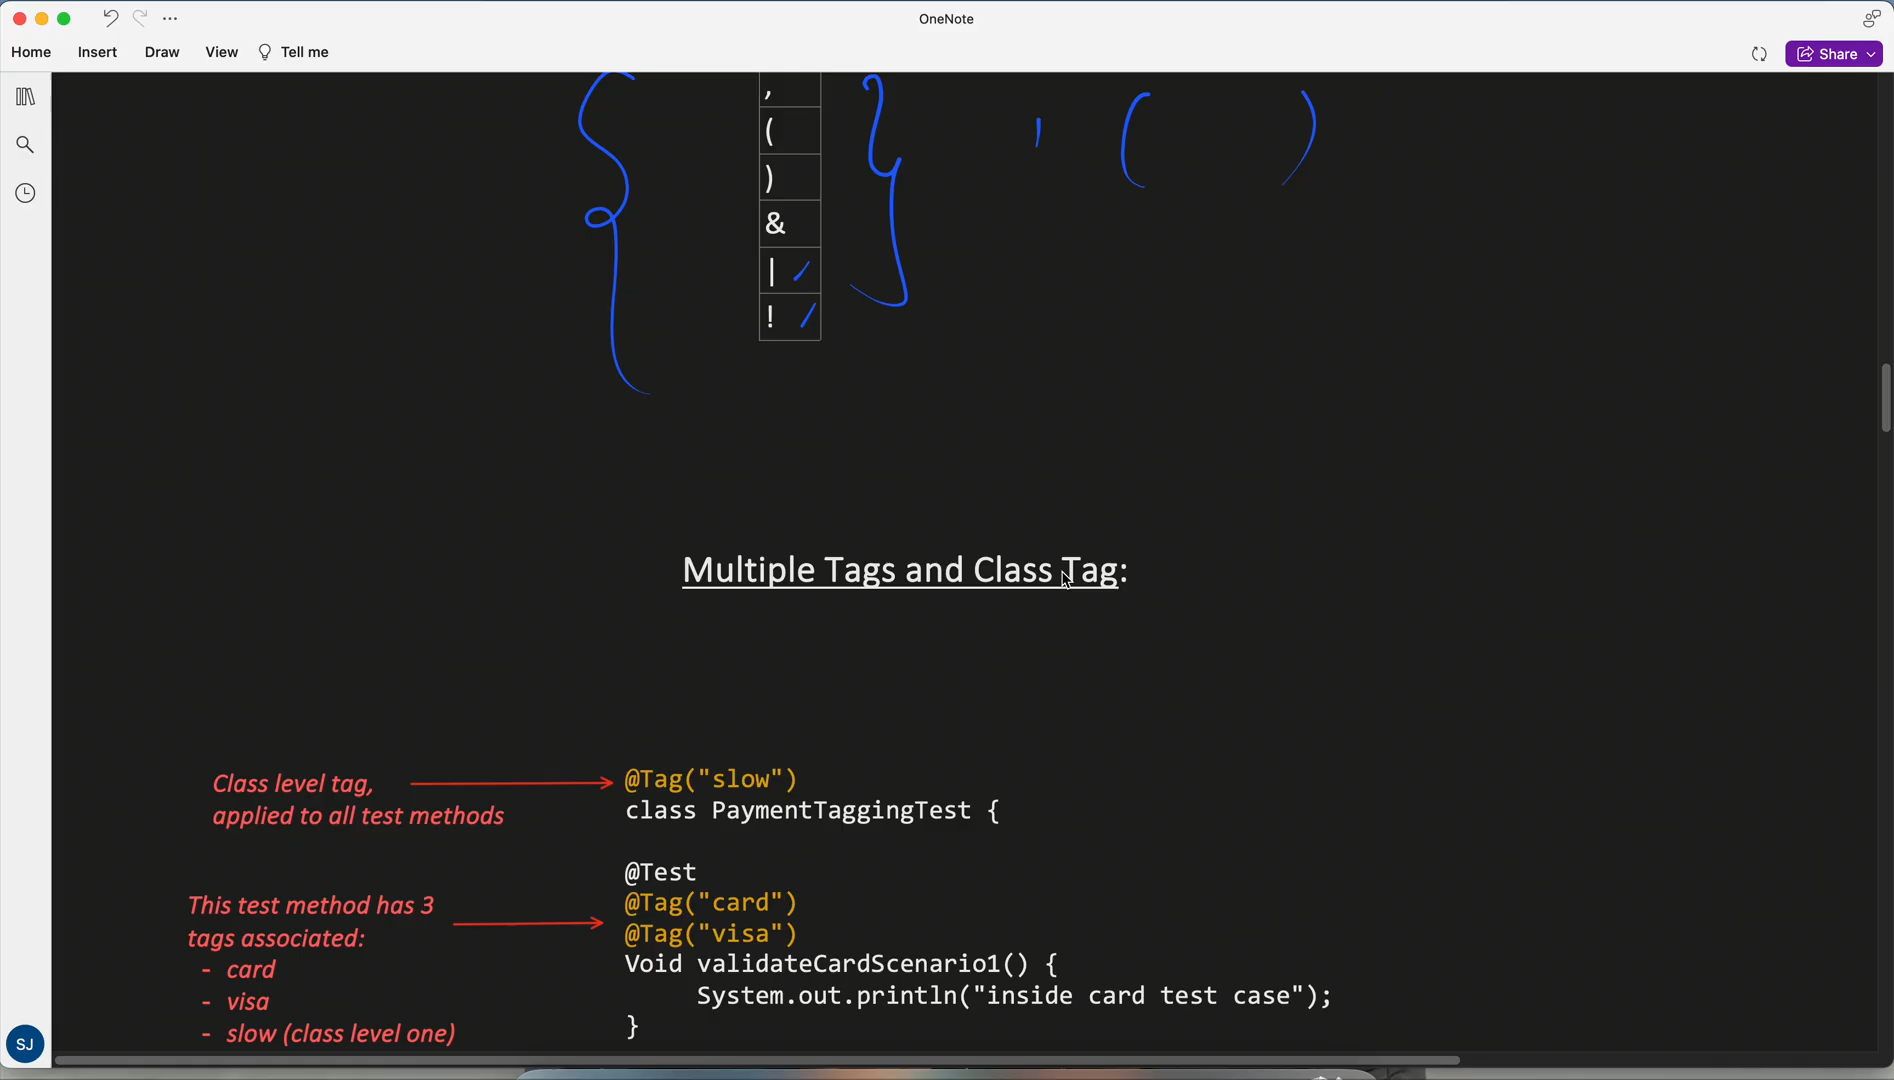 OneNote
Home Insert Draw View Tell me
Share
,
(
)
&
|
!
, ( )
Multiple Tags and Class Tag:
Class level tag,
applied to all test methods
@Tag("slow")
class PaymentTaggingTest {
This test method has 3
tags associated:
- card
- visa
- slow (class level one)
@Test
@Tag("card")
@Tag("visa")
Void validateCardScenario1() {
System.out.println("inside card test case");
}
SJ